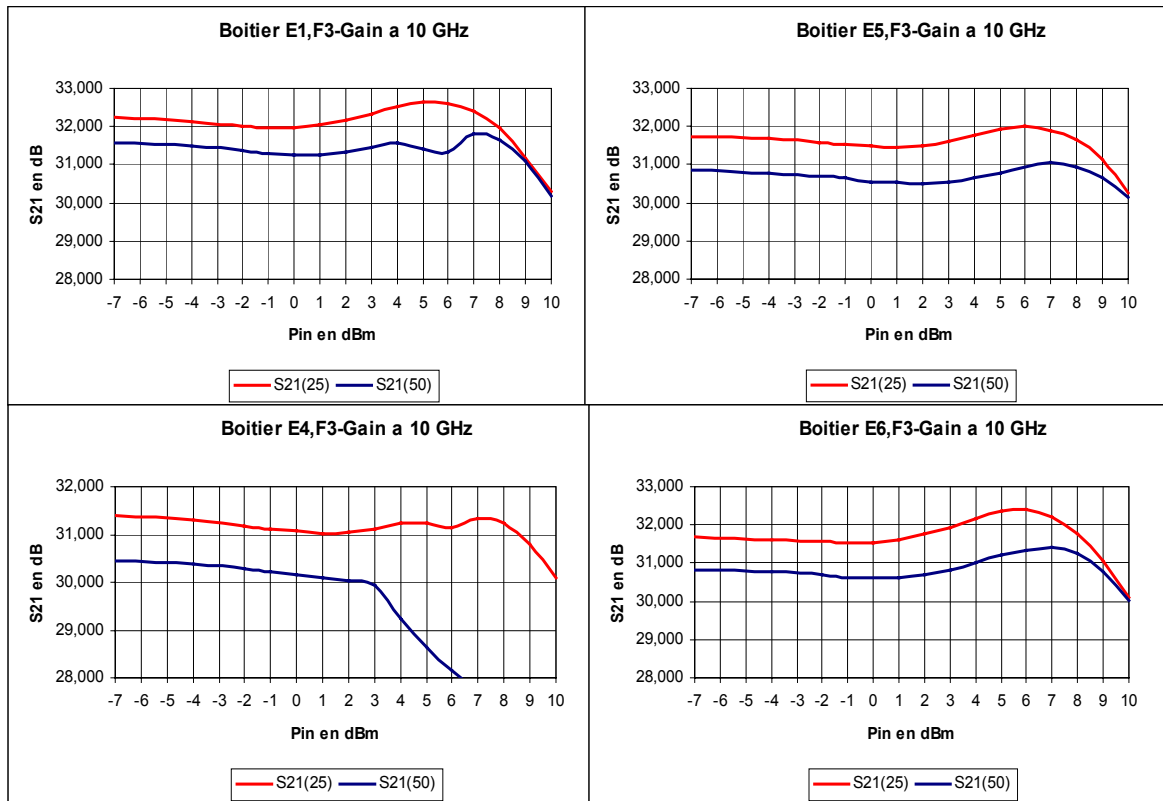 Boitier E1,F3-Gain a 10 GHz
33,000
32,000
31,000
30,000
29,000
28,000
S21 en dB
-7 -6 -5 -4 -3 -2 -1 0 1 2 3 4 5 6 7 8 9 10
Pin en dBm
S21(25) S21(50)
Boitier E5,F3-Gain a 10 GHz
33,000
32,000
31,000
30,000
29,000
28,000
S21 en dB
-7 -6 -5 -4 -3 -2 -1 0 1 2 3 4 5 6 7 8 9 10
Pin en dBm
S21(25) S21(50)
Boitier E4,F3-Gain a 10 GHz
32,000
31,000
30,000
29,000
28,000
S21 en dB
-7 -6 -5 -4 -3 -2 -1 0 1 2 3 4 5 6 7 8 9 10
Pin en dBm
S21(25) S21(50)
Boitier E6,F3-Gain a 10 GHz
33,000
32,000
31,000
30,000
29,000
28,000
S21 en dB
-7 -6 -5 -4 -3 -2 -1 0 1 2 3 4 5 6 7 8 9 10
Pin en dBm
S21(25) S21(50)